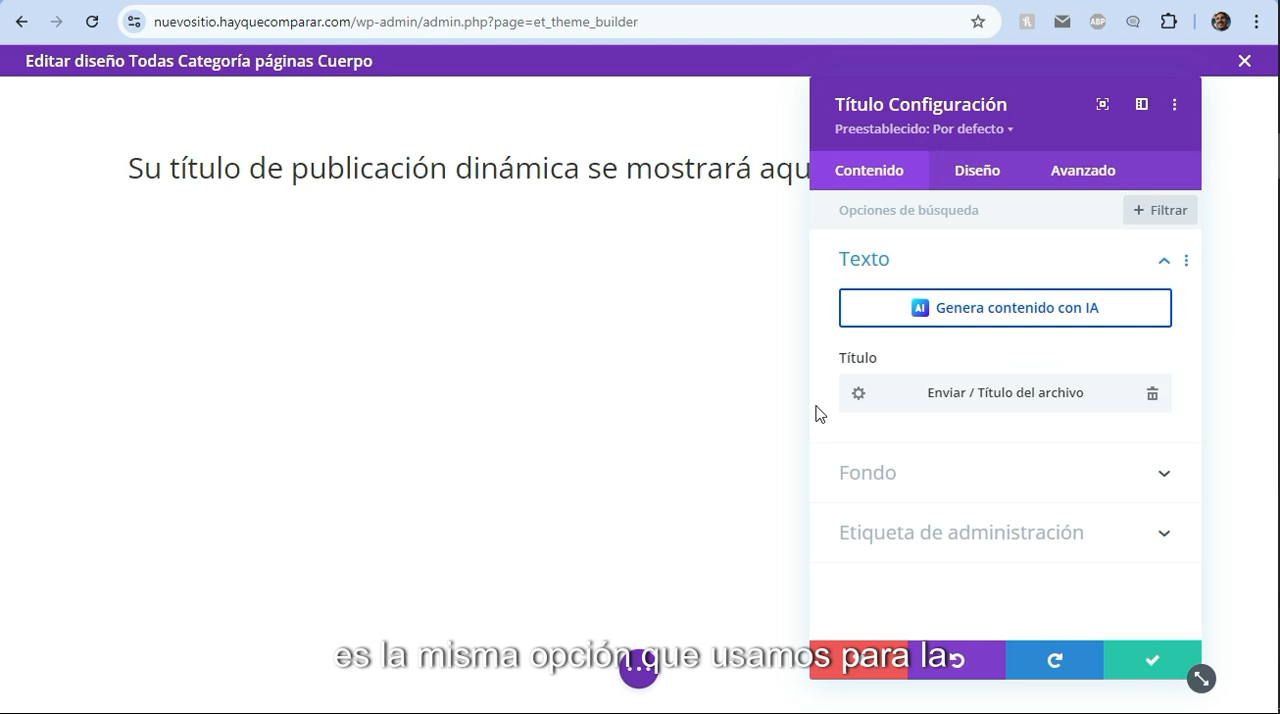 nuevositio.hayquecomparar.com/wp-admin/admin.php?page=et_theme_builder
ABP
Editar diseño Todas Categoría páginas Cuerpo
Título Configuración
Preestablecido: Por defecto
Contenido Diseño Avanzado
Opciones de búsqueda
+ Filtrar
Su título de publicación dinámica se mostrará aqu
Texto
AI Genera contenido con IA
Título
Enviar / Título del archivo
Fondo
Etiqueta de administración
es la misma opción que usamos para la